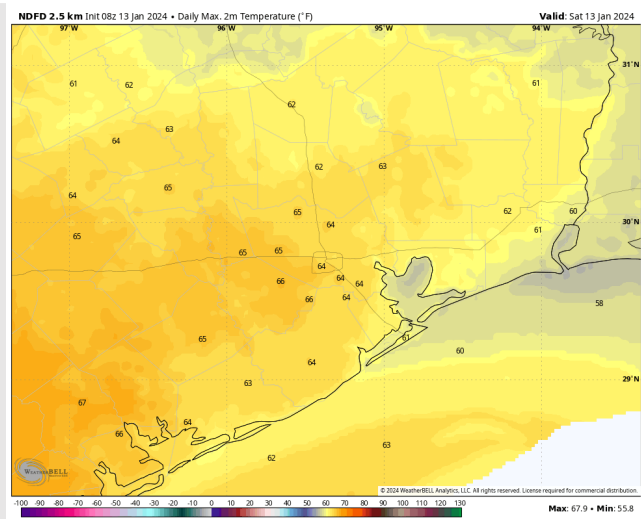 NDFD 2.5 km Init 08z 13 Jan 2024 • Daily Max. 2m Temperature (°F)
Valid: Sat 13 Jan 2024
97°W 96°W 95°W 94°W
31°N
61 62 61
62
63
64
62 63
65
64
65 62 60
30°N
64
65 61
65 65
64
64
66 64
66 64
58
61
65
60
64
63
29°N
67
64
66
63
62
WeatherBELL
© 2024 WeatherBELL Analytics, LLC. All rights reserved. License required for commercial distribution.
-100 -90 -80 -70 -60 -50 -40 -30 -20 -10 0 10 20 30 40 50 60 70 80 90 100 110 120 130
Max: 67.9 • Min: 55.8